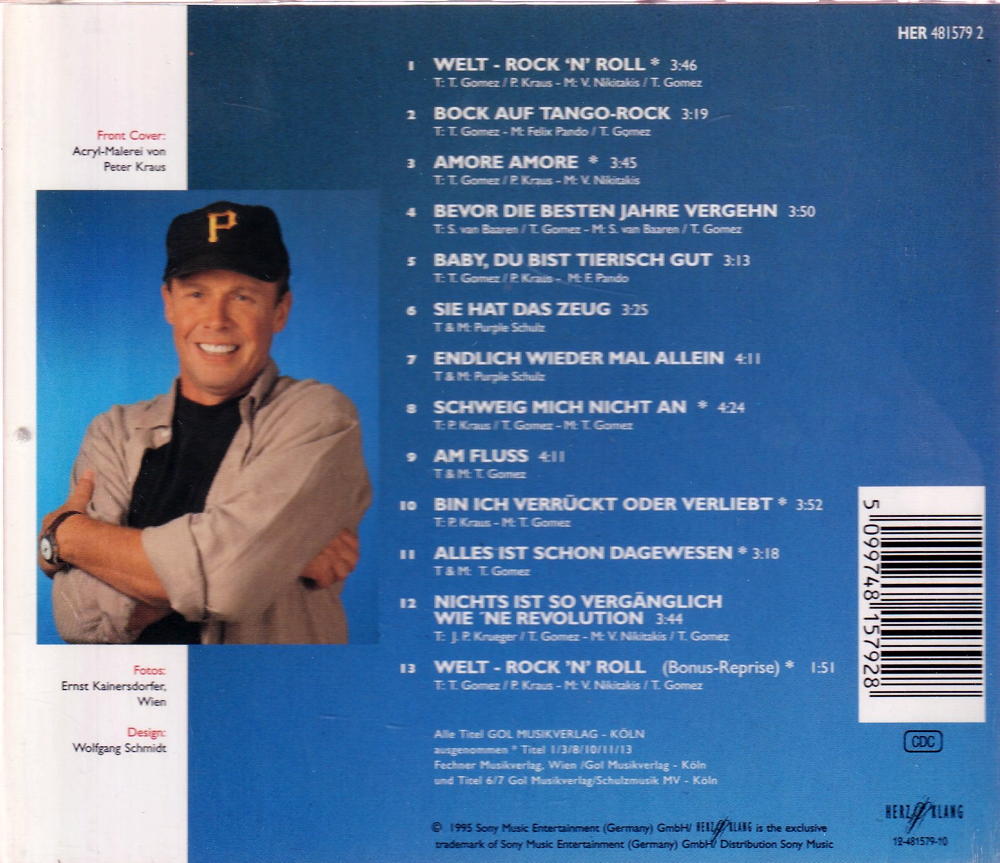 HER 481579 2
1 WELT - ROCK 'N' ROLL * 3:46
T: T. Gomez / P. Kraus - M: V. Nikitakis / T. Gomez
2 BOCK AUF TANGO-ROCK 3:19
T: T. Gomez - M: Felix Pando / T. Gomez
3 AMORE AMORE * 3:45
T: T. Gomez / P. Kraus - M: V. Nikitakis
4 BEVOR DIE BESTEN JAHRE VERGEHN 3:50
T: S. van Baaren / T. Gomez - M: S. van Baaren / T. Gomez
5 BABY, DU BIST TIERISCH GUT 3:13
T: T. Gomez / P. Kraus - M: F. Pando
6 SIE HAT DAS ZEUG 3:25
T & M: Purple Schulz
7 ENDLICH WIEDER MAL ALLEIN 4:11
T & M: Purple Schulz
8 SCHWEIG MICH NICHT AN * 4:24
T: P. Kraus / T. Gomez - M: T. Gomez
9 AM FLUSS 4:11
T & M: T. Gomez
10 BIN ICH VERRÜCKT ODER VERLIEBT * 3:52
T: P. Kraus - M: T. Gomez
11 ALLES IST SCHON DAGEWESEN * 3:18
T & M: T. Gomez
12 NICHTS IST SO VERGÄNGLICH
WIE ´NE REVOLUTION 3:44
T: J. P. Krueger / T. Gomez - M: V. Nikitakis / T. Gomez
13 WELT - ROCK 'N' ROLL (Bonus-Reprise) * 1:51
T: T. Gomez / P. Kraus - M: V. Nikitakis / T. Gomez
Alle Titel GOL MUSIKVERLAG - KÖLN
ausgenommen * Titel 1/3/8/10/11/13
Fechner Musikverlag, Wien /Gol Musikverlag - Köln
und Titel 6/7 Gol Musikverlag/Schulzmusik MV - Köln
© 1995 Sony Music Entertainment (Germany) GmbH/ HERZ KLANG is the exclusive
trademark of Sony Music Entertainment (Germany) GmbH/ Distribution Sony Music
Front Cover:
Acryl-Malerei von
Peter Kraus
P
Fotos:
Ernst Kainersdorfer,
Wien
Design:
Wolfgang Schmidt
5 099748 157928
CDC
HERZ KLANG
12-481579-10